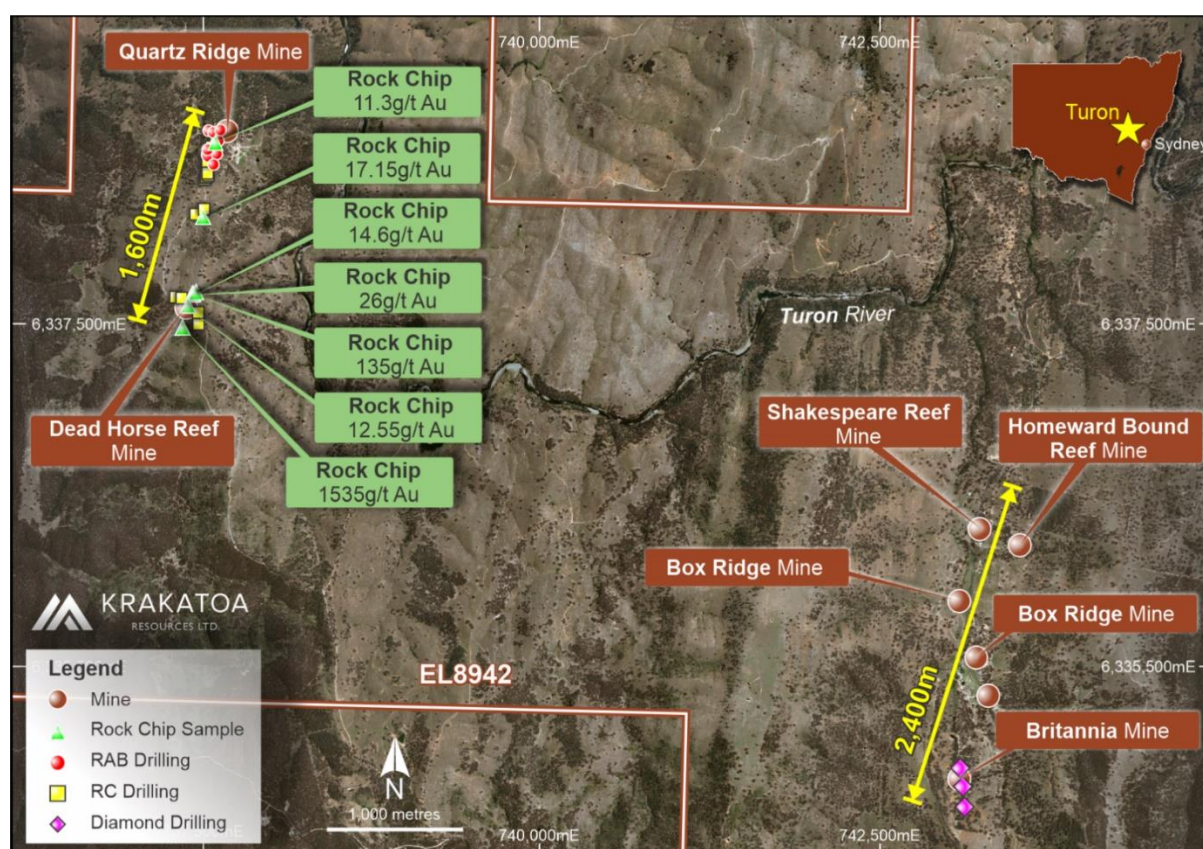 740,000mE
742,500mE
Quartz Ridge Mine
Rock Chip
11.3g/t Au
Rock Chip
17.15g/t Au
Rock Chip
14.6g/t Au
Rock Chip
26g/t Au
Rock Chip
135g/t Au
Rock Chip
12.55g/t Au
Rock Chip
1535g/t Au
Turon
Sydney
1,600m
6,337,500mE
Turon River
6,337,500mE
Dead Horse Reef
Mine
Shakespeare Reef
Mine
Homeward Bound
Reef Mine
Box Ridge Mine
Box Ridge Mine
2,400m
6,335,500mE
Britannia Mine
KRAKATOA
RESOURCES LTD.
EL8942
Legend
Mine
Rock Chip Sample
RAB Drilling
RC Drilling
Diamond Drilling
N
1,000 metres
740,000mE
742,500mE